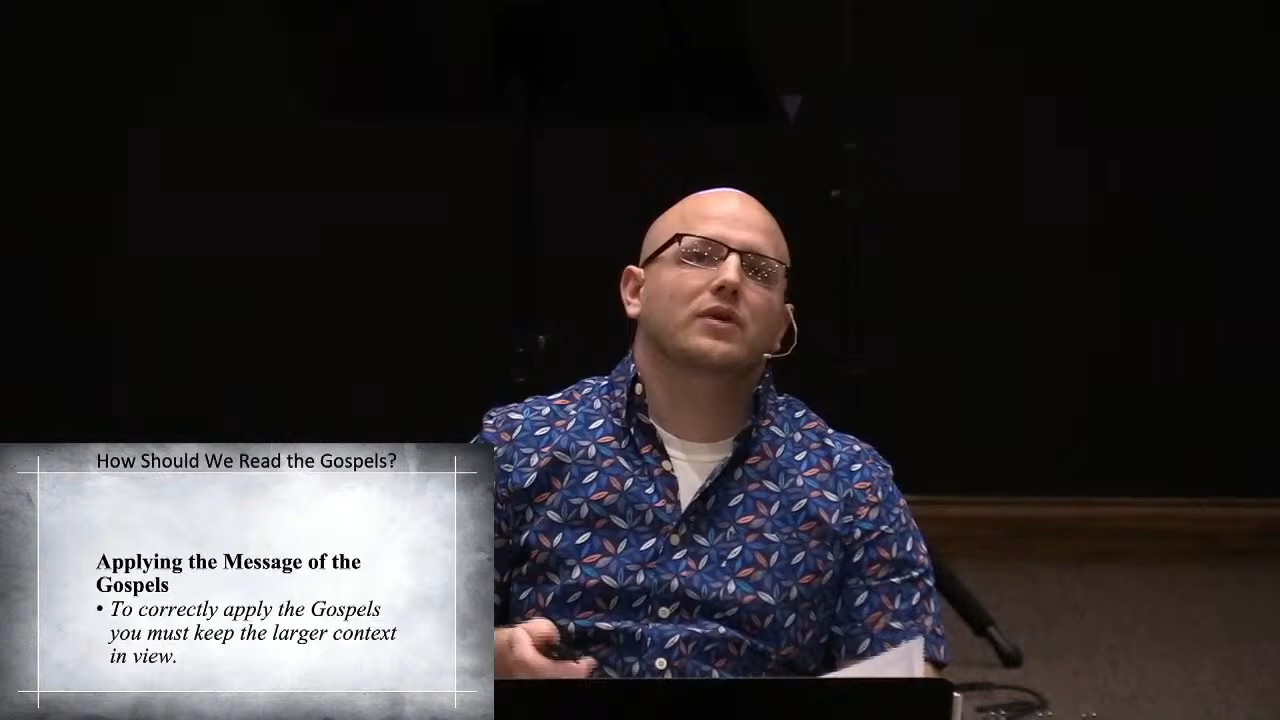 How Should We Read the Gospels?
Applying the Message of the
Gospels
• To correctly apply the Gospels
you must keep the larger context
in view.